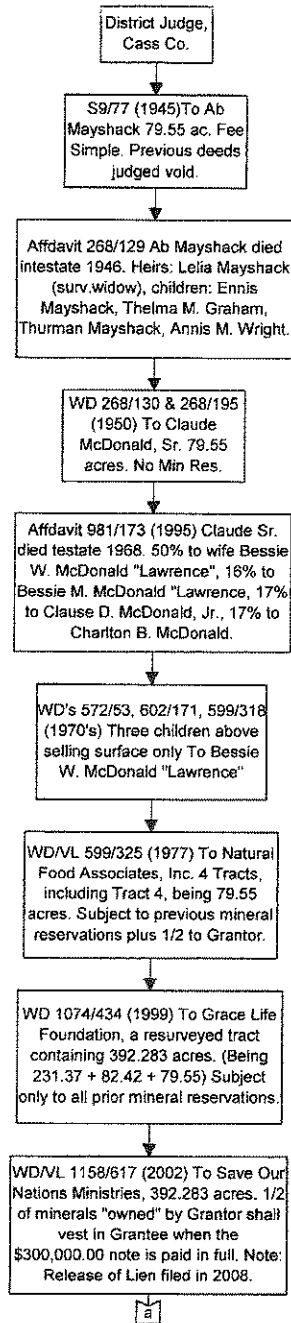 District Judge,
Cass Co.
S9/77 (1945)To Ab
Mayshack 79.55 ac. Fee
Simple. Previous deeds
judged void.
Affidavit 268/129 Ab Mayshack died
intestate 1946. Heirs: Lelia Mayshack
(surv.widow), children: Ennis
Mayshack, Thelma M. Graham,
Thurman Mayshack, Annis M. Wright.
WD 268/130 & 268/195
(1950) To Claude
McDonald, Sr. 79.55
acres. No Min Res.
Affidavit 981/173 (1995) Claude Sr.
died testate 1968. 50% to wife Bessie
W. McDonald "Lawrence", 16% to
Bessie M. McDonald "Lawrence, 17%
to Clause D. McDonald, Jr., 17% to
Charlton B. McDonald.
WD's 572/53, 602/171, 599/318
(1970's) Three children above
selling surface only To Bessie
W. McDonald "Lawrence"
WD/VL 599/325 (1977) To Natural
Food Associates, Inc. 4 Tracts,
including Tract 4, being 79.55
acres. Subject to previous mineral
reservations plus 1/2 to Grantor.
WD 1074/434 (1999) To Grace Life
Foundation, a resurveyed tract
containing 392.283 acres. (Being
231.37 + 82.42 + 79.55) Subject
only to all prior mineral reservations.
WD/VL 1158/617 (2002) To Save Our
Nations Ministries, 392.283 acres. 1/2
of minerals "owned" by Grantor shall
vest in Grantee when the
$300,000.00 note is paid in full. Note:
Release of Lien filed in 2008.
a